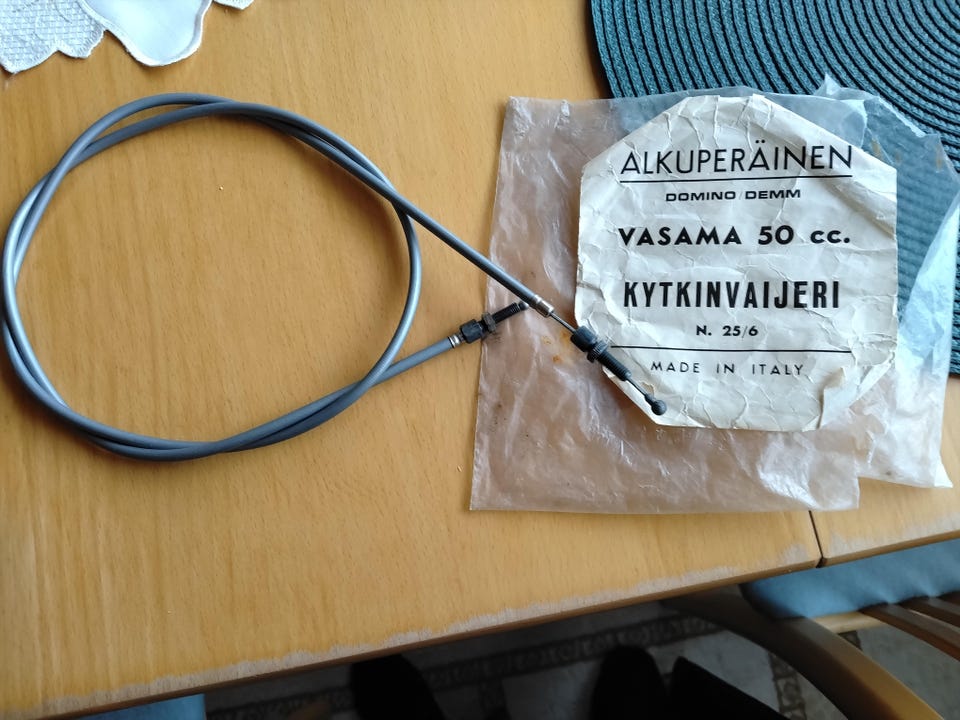 ALKUPERÄINEN
DOMINO/DEMM
VASAMA 50 cc.
KYTKINVAIJERI
N. 25/6
MADE IN ITALY